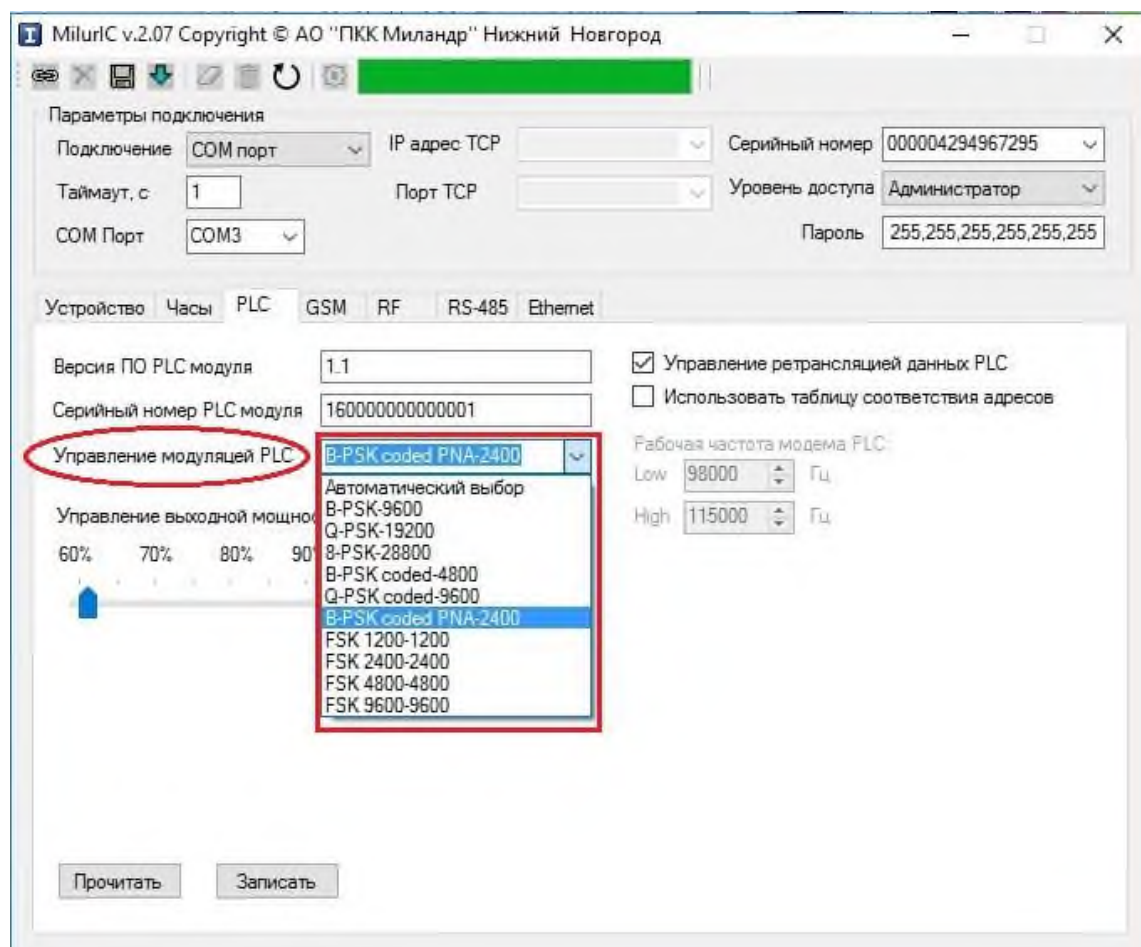 MilurIC v.2.07 Copyright © АО "ПКК Миландр" Нижний Новгород
Параметры подключения
Подключение COM порт IP адрес TCP Серийный номер 000004294967295
Таймаут, с 1 Порт TCP Уровень доступа Администратор
COM Порт COM3 Пароль 255,255,255,255,255,255
Устройство Часы PLC GSM RF RS-485 Ethernet
Версия ПО PLC модуля 1.1 Управление ретрансляцией данных PLC
Серийный номер PLC модуля 160000000000001 Использовать таблицу соответствия адресов
Управление модуляцей PLC B-PSK coded PNA-2400 Рабочая частота модема PLC
Low 98000 Гц
Автоматический выбор
B-PSK-9600
Управление выходной мощнос High 115000 Гц
Q-PSK-19200
60% 70% 80% 90 8-PSK-28800
B-PSK coded-4800
Q-PSK coded-9600
B-PSK coded PNA-2400
FSK 1200-1200
FSK 2400-2400
FSK 4800-4800
FSK 9600-9600
Прочитать Записать